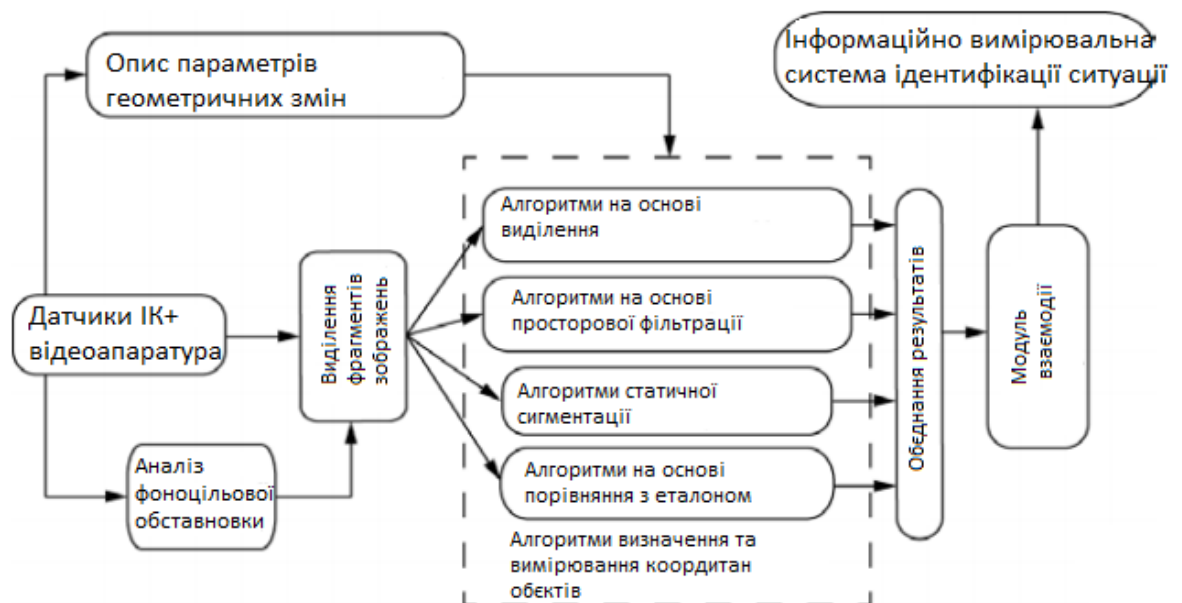 Опис параметрів
геометричних змін
Інформаційно вимірювальна
система ідентифікації ситуації
Датчики ІК+
відеоапаратура
Аналіз
фоноцільової
обставновки
Виділення
фрагментів
зображень
Алгоритми на основі
виділення
Алгоритми на основі
просторової фільтрації
Алгоритми статичної
сигментації
Алгоритми на основі
порівняння з еталоном
Алгоритми визначення та
вимірювання коордитан
обєктів
Обєднання результатів
Модуль
взаємодії